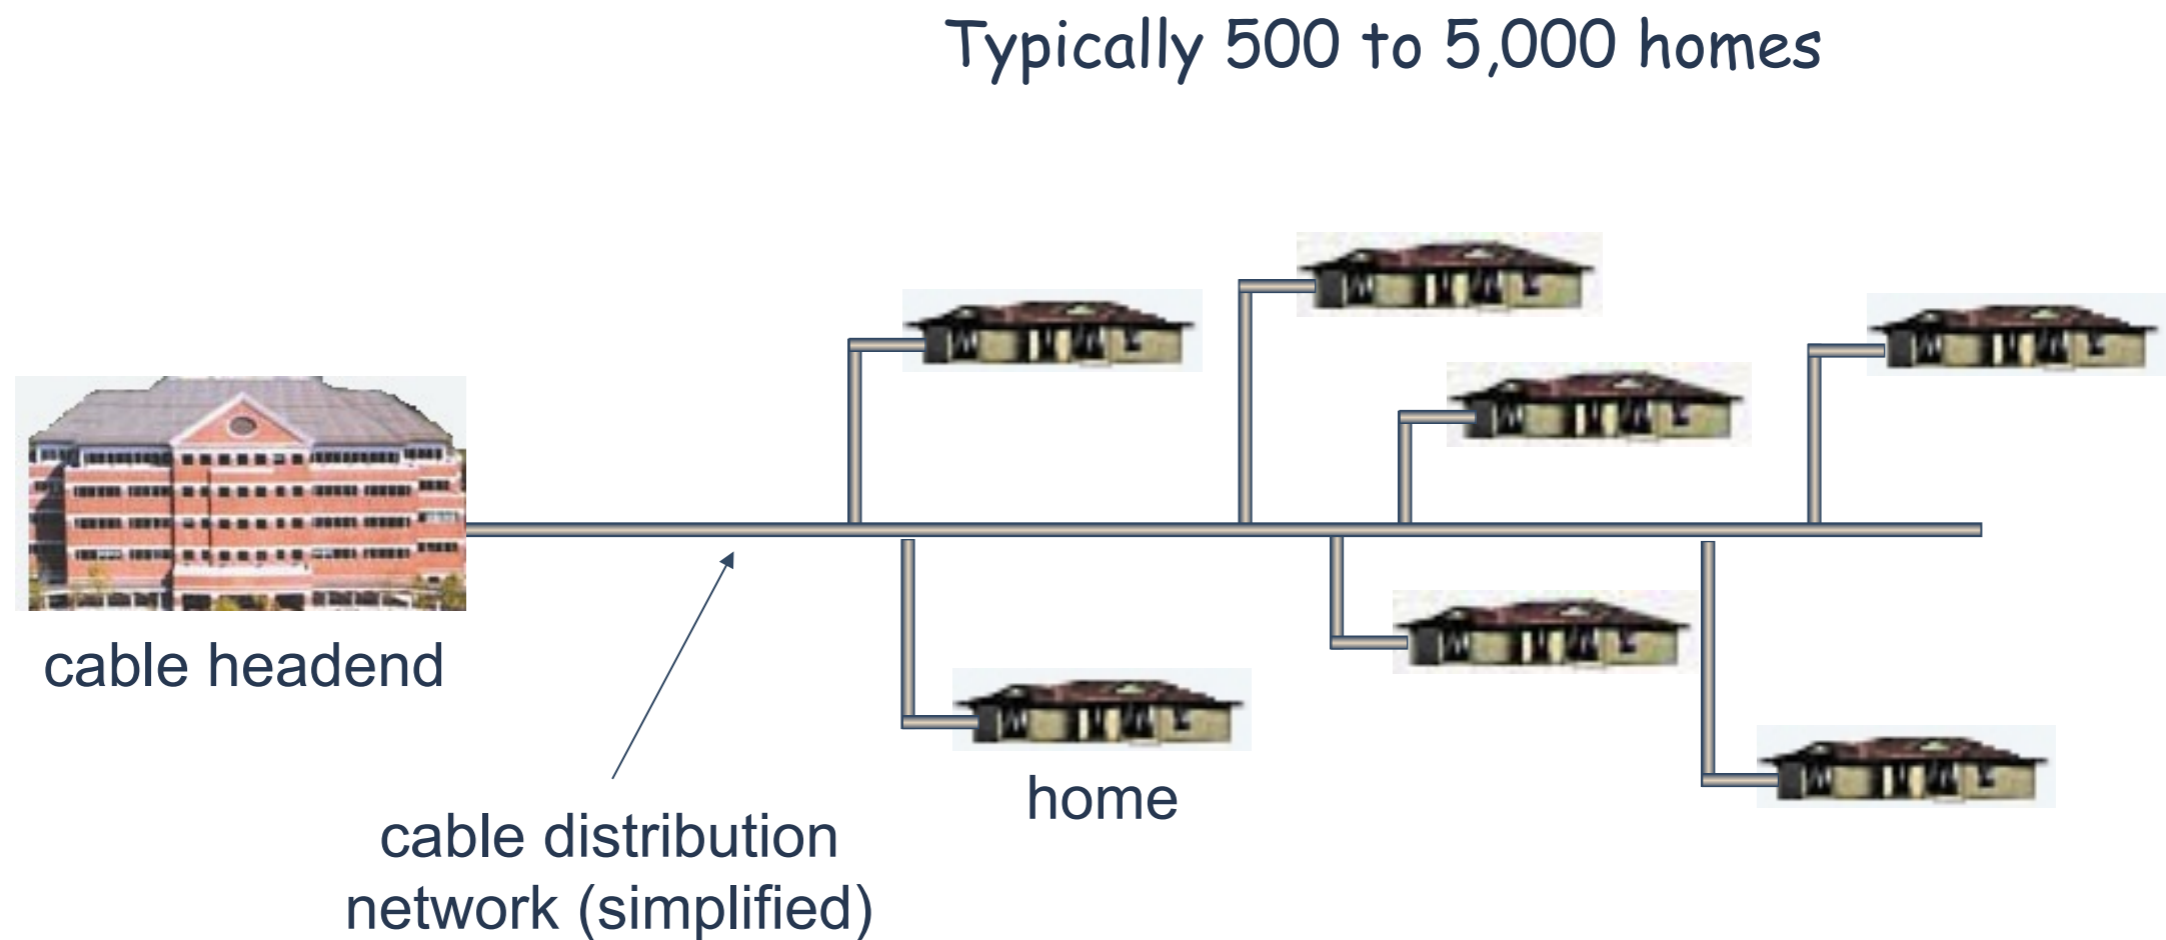 Typically 500 to 5,000 homes
cable headend
home
cable distribution
network (simplified)